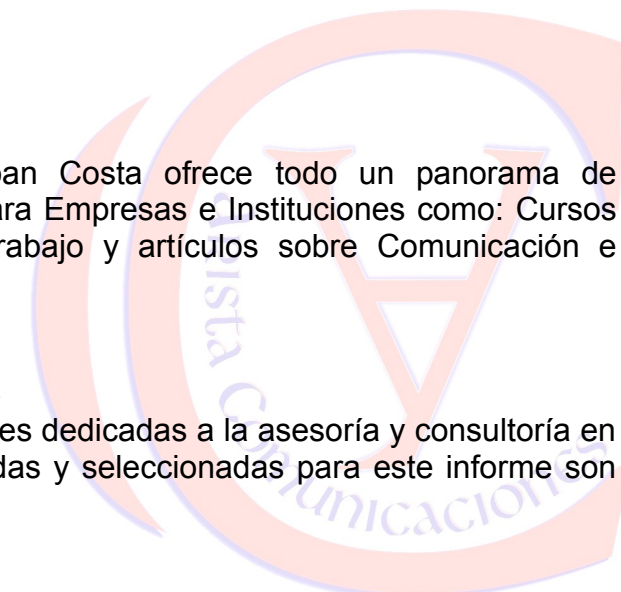 an Costa ofrece todo un panorama de
ara Empresas e Instituciones como: Cursos
rabajo y artículos sobre Comunicación e
es dedicadas a la asesoría y consultoría en
das y seleccionadas para este informe son
Comunicaciones